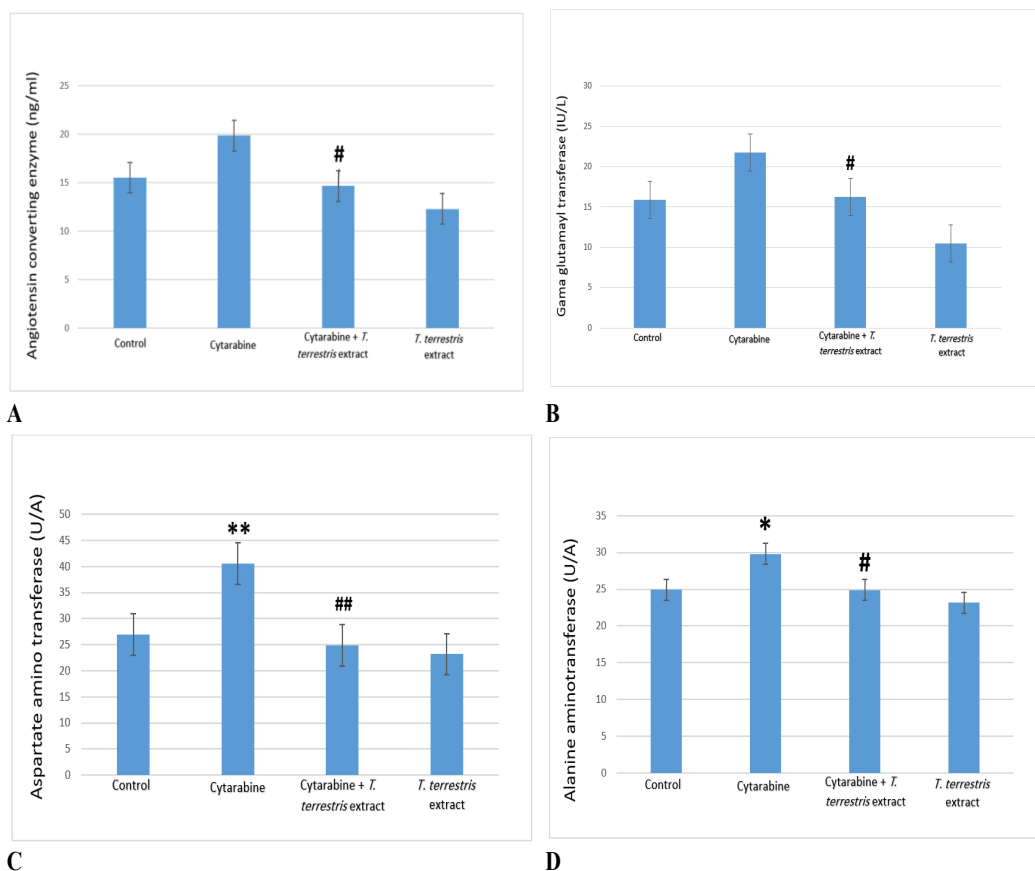 Angiotensin converting enzyme (ng/ml)
25
20
15
10
5
0
#
Control
Cytarabine
Cytarabine + T.
terrestris extract
T. terrestris
extract
A
Gama glutamayl transferase (IU/L)
30
25
20
15
10
5
0
#
Control
Cytarabine
Cytarabine + T.
terrestris extract
T. terrestris
extract
B
Aspartate amino transferase (U/A)
50
45
40
35
30
25
20
15
10
5
0
**
##
Control
Cytarabine
Cytarabine + T.
terrestris extract
T. terrestris
extract
C
Alanine aminotransferase (U/A)
35
30
25
20
15
10
5
0
*
#
Control
Cytarabine
Cytarabine + T.
terrestris extract
T. terrestris
extract
D